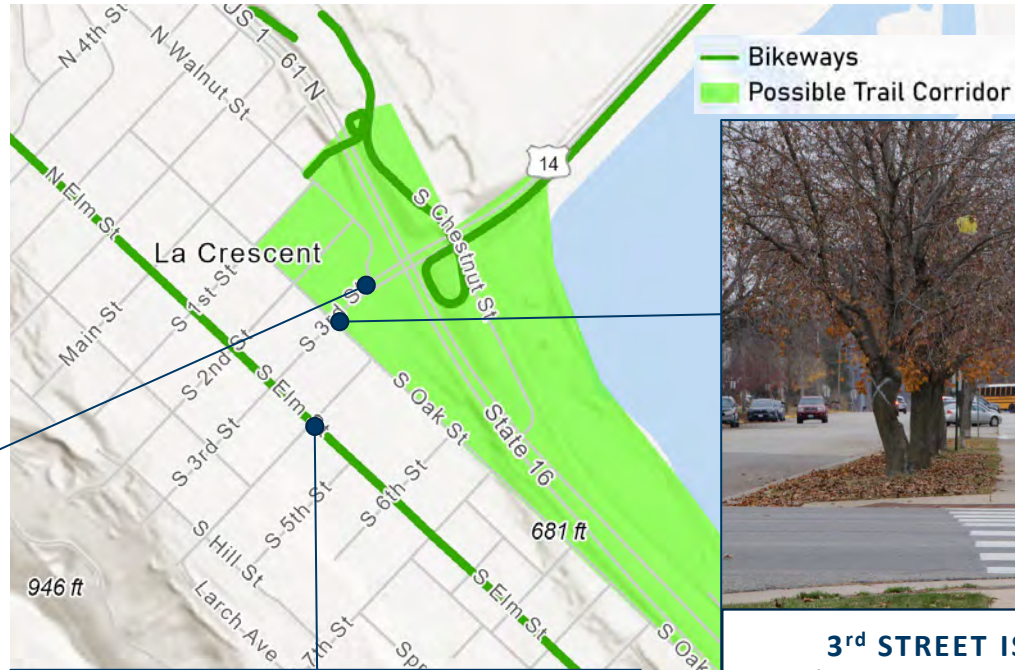 US 1
61 N
N 4th St
N Walnut St
Bikeways
Possible Trail Corridor
14
N Elm St
S Chestnut St
La Crescent
S 1st St
Main St
S 3rd St
S 2nd St
S Elm
S Oak St
State 16
S 3rd St
S 6th St
S 5th St
681 ft
S Hill St
946 ft
Larch Ave
S Elm St
7th St
Spr
S Oak
3rd STREET IS